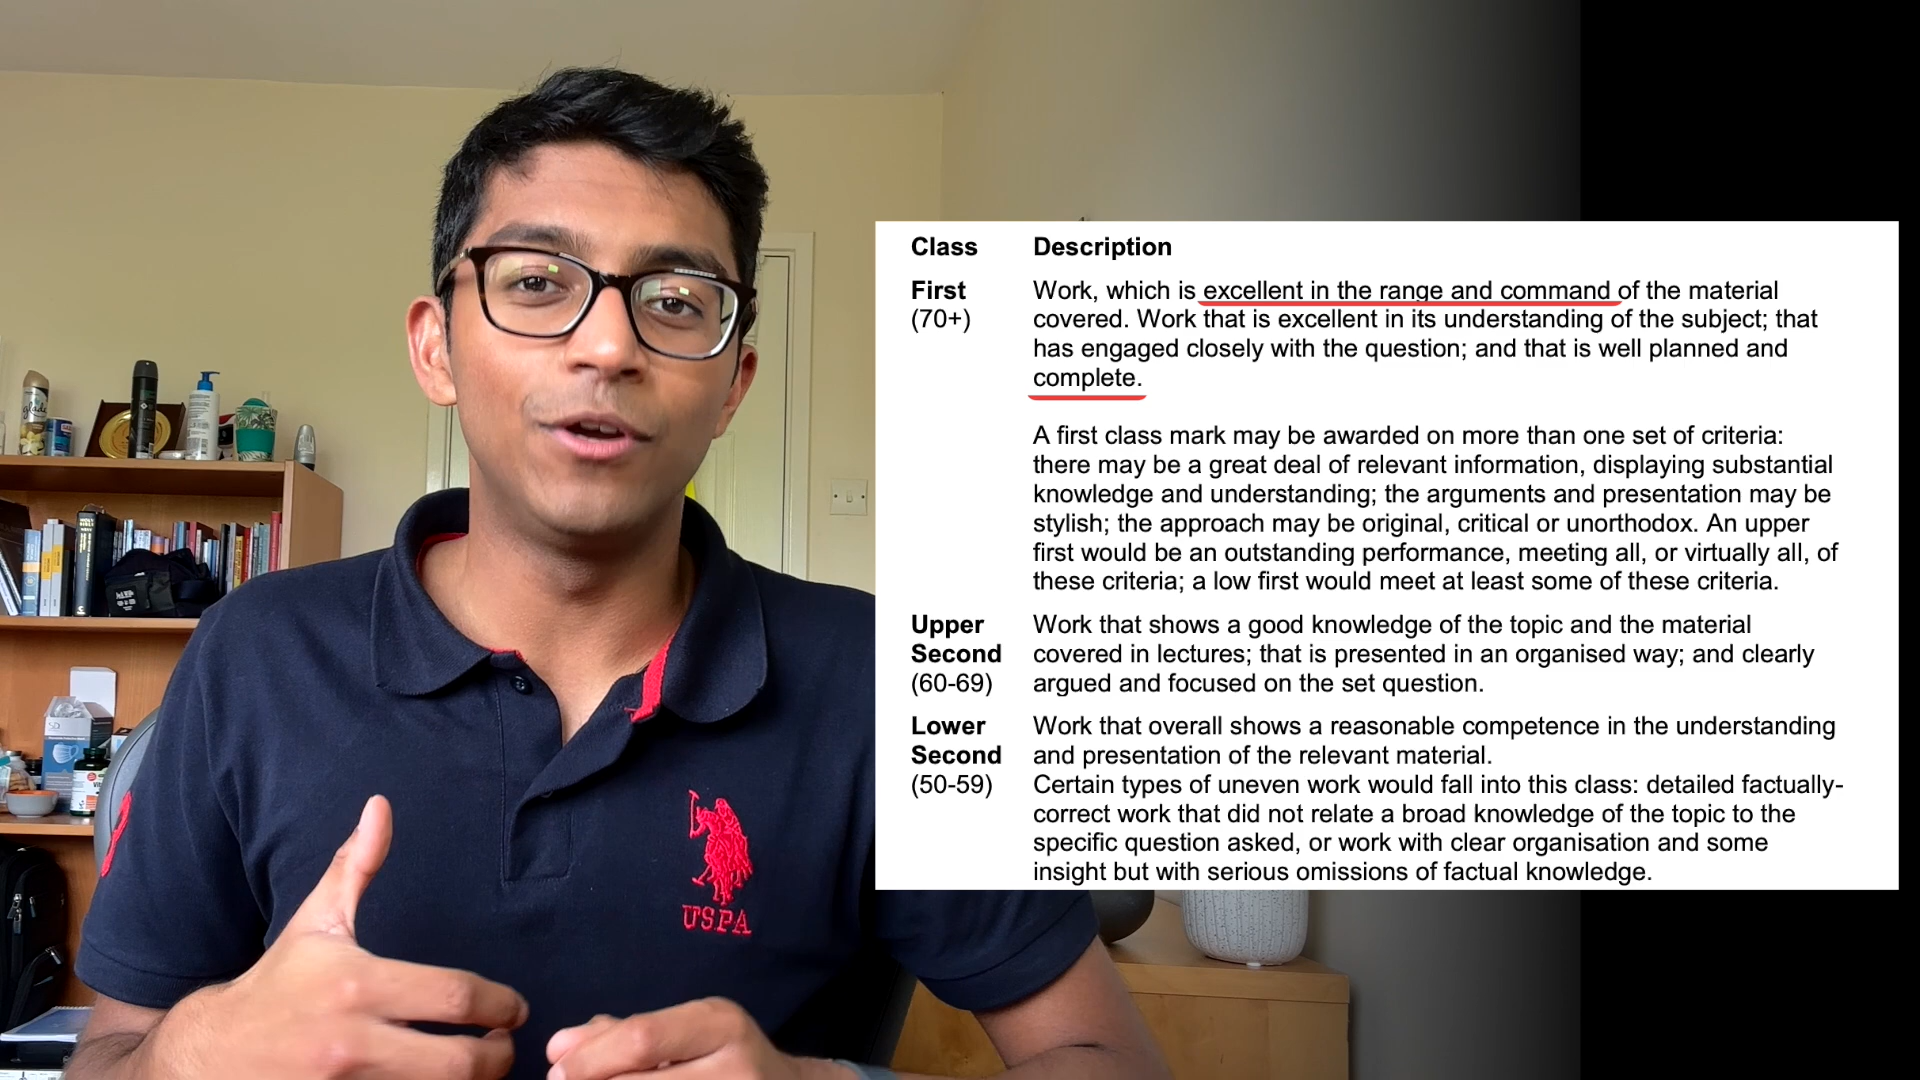 Class Description
First Work, which is excellent in the range and command of the material
(70+) covered. Work that is excellent in its understanding of the subject; that
has engaged closely with the question; and that is well planned and
complete.
A first class mark may be awarded on more than one set of criteria:
there may be a great deal of relevant information, displaying substantial
knowledge and understanding; the arguments and presentation may be
stylish; the approach may be original, critical or unorthodox. An upper
first would be an outstanding performance, meeting all, or virtually all, of
these criteria; a low first would meet at least some of these criteria.
Upper Work that shows a good knowledge of the topic and the material
Second covered in lectures; that is presented in an organised way; and clearly
(60-69) argued and focused on the set question.
Lower Work that overall shows a reasonable competence in the understanding
Second and presentation of the relevant material.
(50-59) Certain types of uneven work would fall into this class: detailed factually-
correct work that did not relate a broad knowledge of the topic to the
specific question asked, or work with clear organisation and some
insight but with serious omissions of factual knowledge.
glade
U.S.P.A